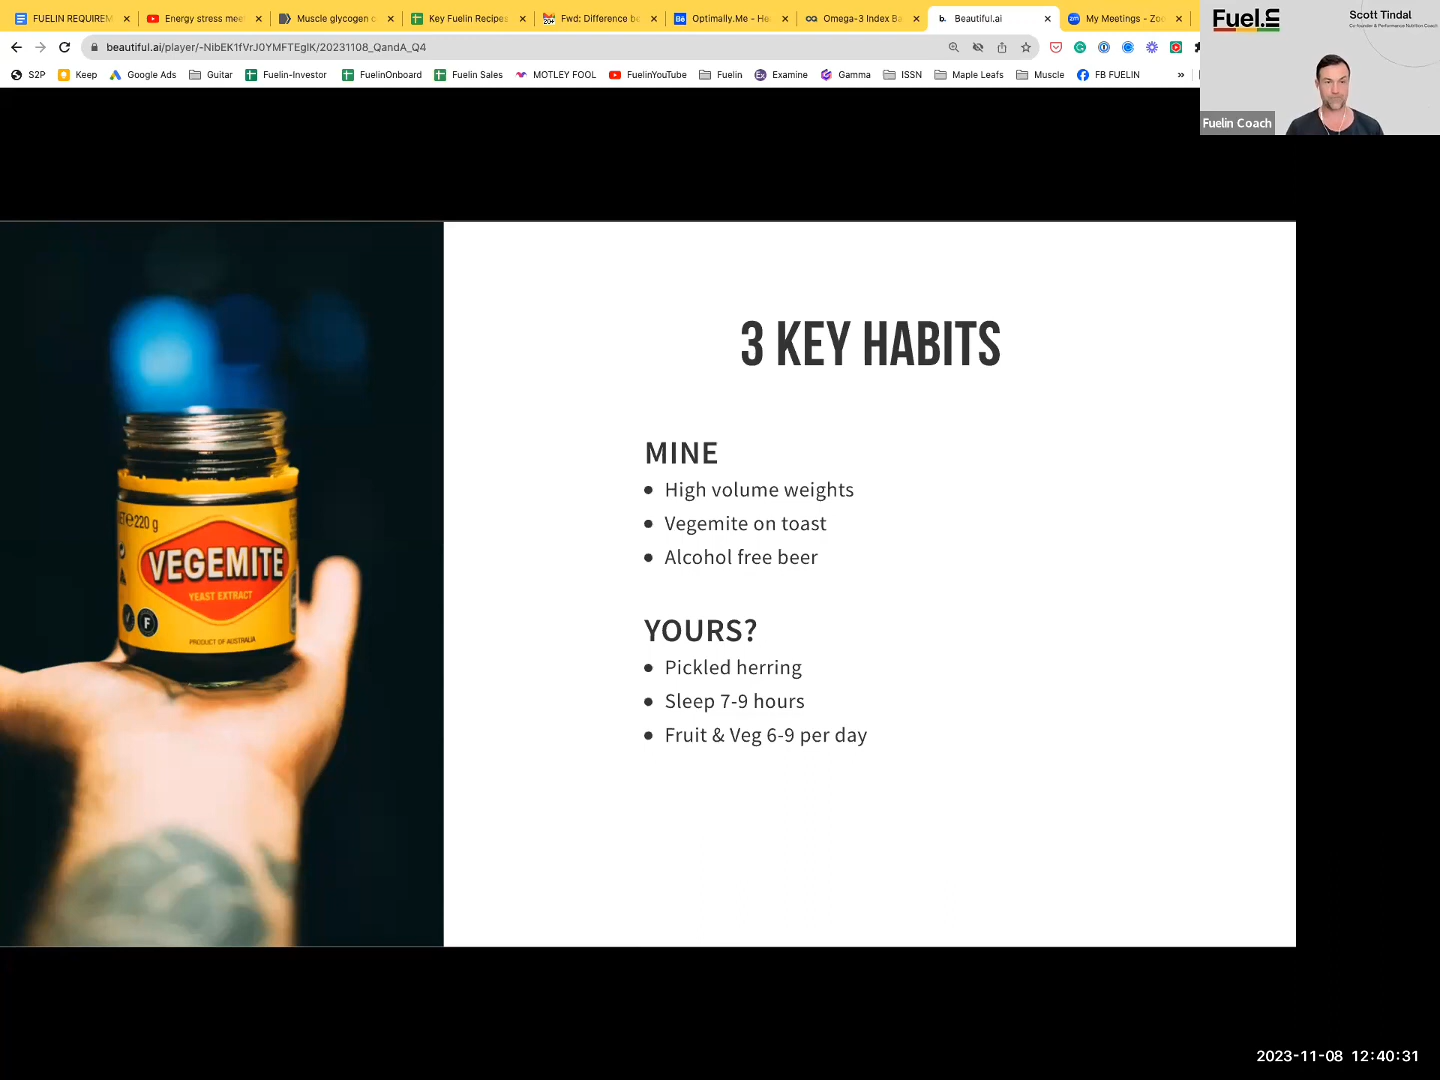 FUELIN REQUIREM
Energy stress mee
Muscle glycogen c
Key Fuelin Recipes
Fwd: Difference be
Optimally.Me - He
Omega-3 Index Ba
Beautiful.ai
My Meetings - Zoo
beautiful.ai/player/-NibEK1fVrJ0YMFTEglK/20231108_QandA_Q4
S2P
Keep
Google Ads
Guitar
Fuelin-Investor
FuelinOnboard
Fuelin Sales
MOTLEY FOOL
FuelinYouTube
Fuelin
Examine
Gamma
ISSN
Maple Leafs
Muscle
FB FUELIN
Fuel.in
Scott Tindal
Co founder & Performance Nutrition Coach
Fuelin Coach
220 g
VEGEMITE
YEAST EXTRACT
PRODUCT OF AUSTRALIA
3 KEY HABITS
MINE
High volume weights
Vegemite on toast
Alcohol free beer
YOURS?
Pickled herring
Sleep 7-9 hours
Fruit & Veg 6-9 per day
2023-11-08 12:40:31